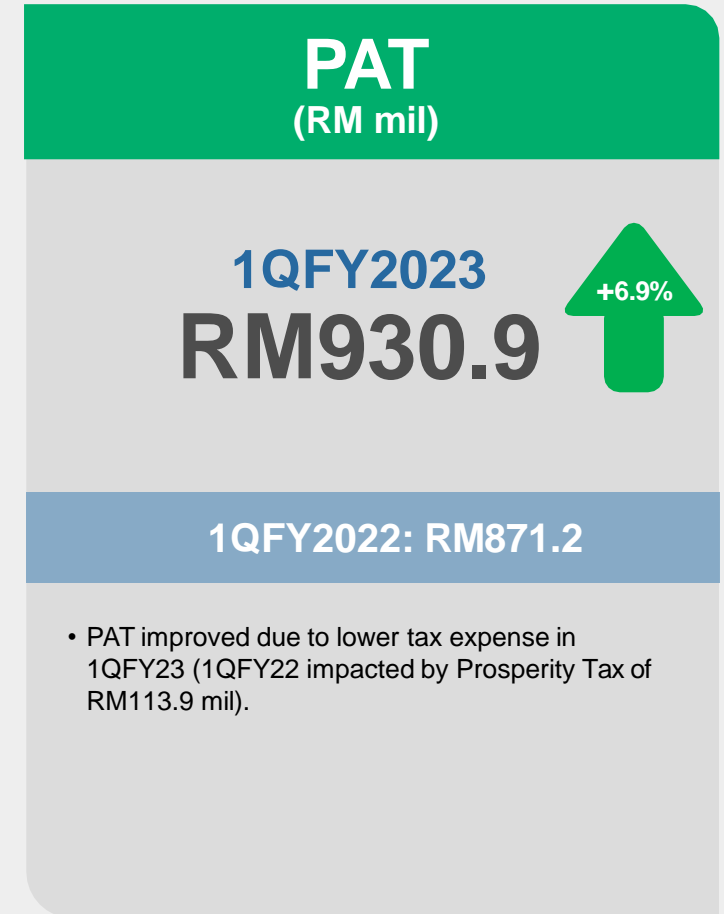 PAT
(RM mil)
1QFY2023
+6.9%
RM930.9
1QFY2022: RM871.2
• PAT improved due to lower tax expense in
1QFY23 (1QFY22 impacted by Prosperity Tax of
RM113.9 mil).